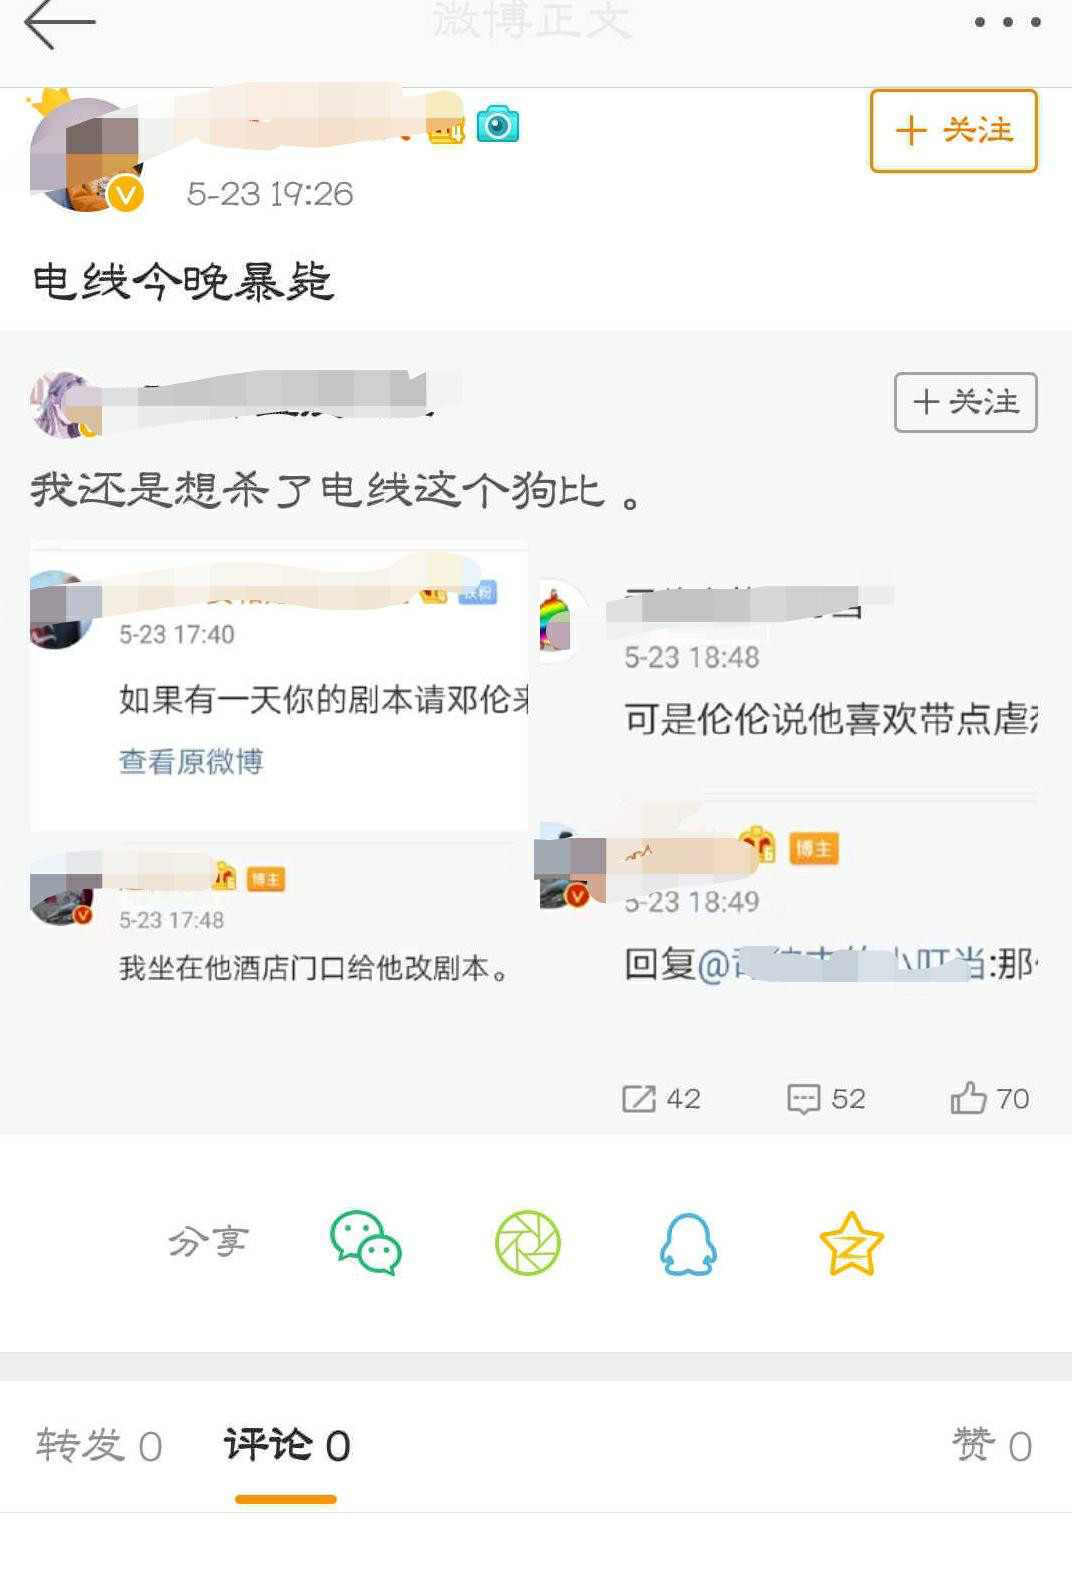 微博正文
+ 关注
5-23 19:26
电线今晚暴毙
+ 关注
我还是想杀了电线这个狗比。
铁粉
5-23 17:40
如果有一天你的剧本请邓伦
查看原微博
博主
5-23 17:48
我坐在他酒店门口给他改剧本。
5-23 18:48
可是伦伦说他喜欢带点虐
博主
5-23 18:49
回复@小叮当:那
42
52
70
分享
转发 0
评论 0
赞 0